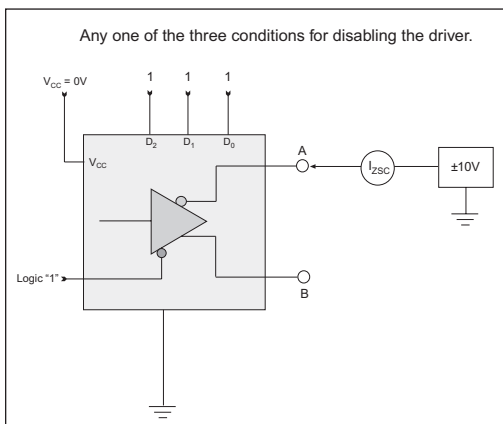 Any one of the three conditions for disabling the driver.
VCC = 0V
1 1 1
D2 D1 D0
VCC
A
IZSC
±10V
Logic "1"
B